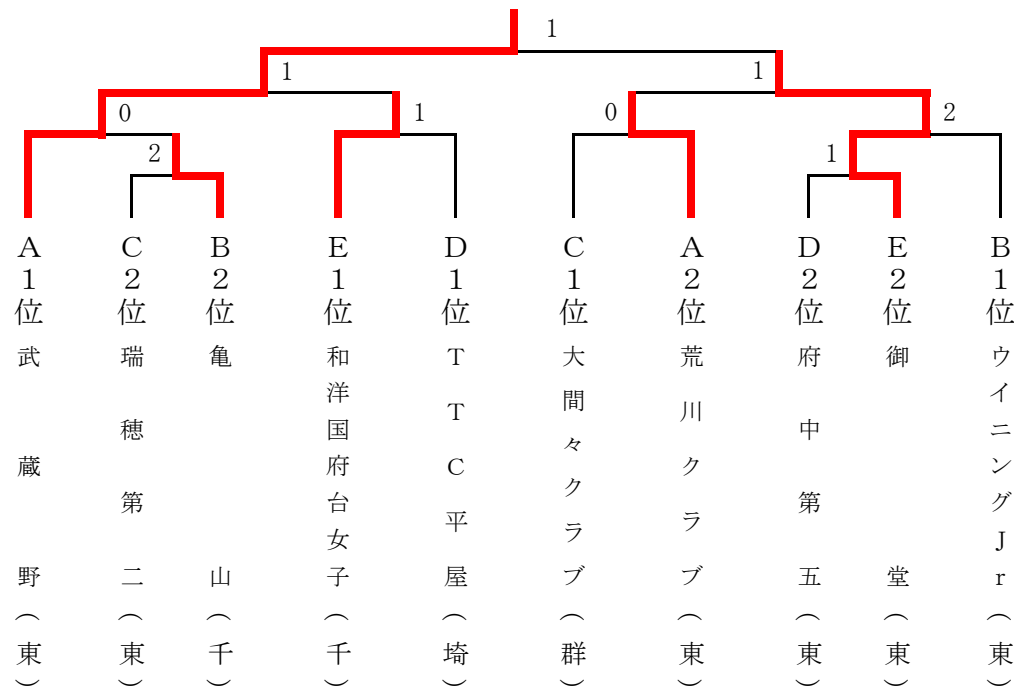 1
1
1
0
1
0
2
2
1
A1位 武蔵野(東)
C2位 瑞穂第二(東)
B2位 亀山(千)
E1位 和洋国府台女子(千)
D1位 TTC平屋(埼)
C1位 大間々クラブ(群)
A2位 荒川クラブ(東)
D2位 府中第五(東)
E2位 御堂(東)
B1位 ウイニングJr(東)